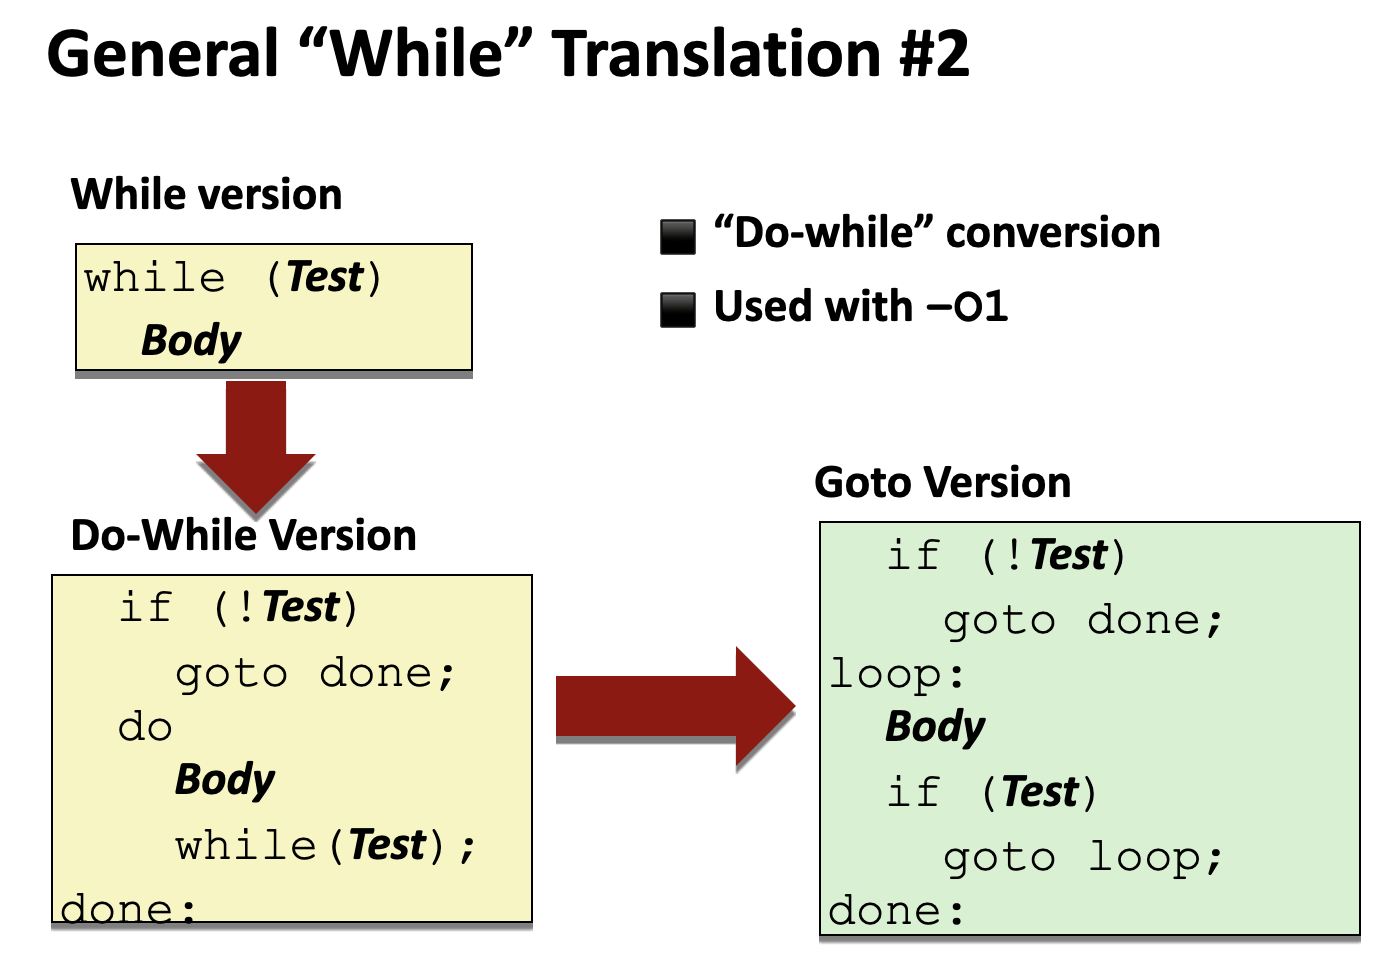 General “While” Translation #2
While version
while (Test)
Body
“Do-while” conversion
Used with –O1
Do-While Version
if (!Test)
goto done;
do
Body
while(Test);
done:
Goto Version
if (!Test)
goto done;
loop:
Body
if (Test)
goto loop;
done: